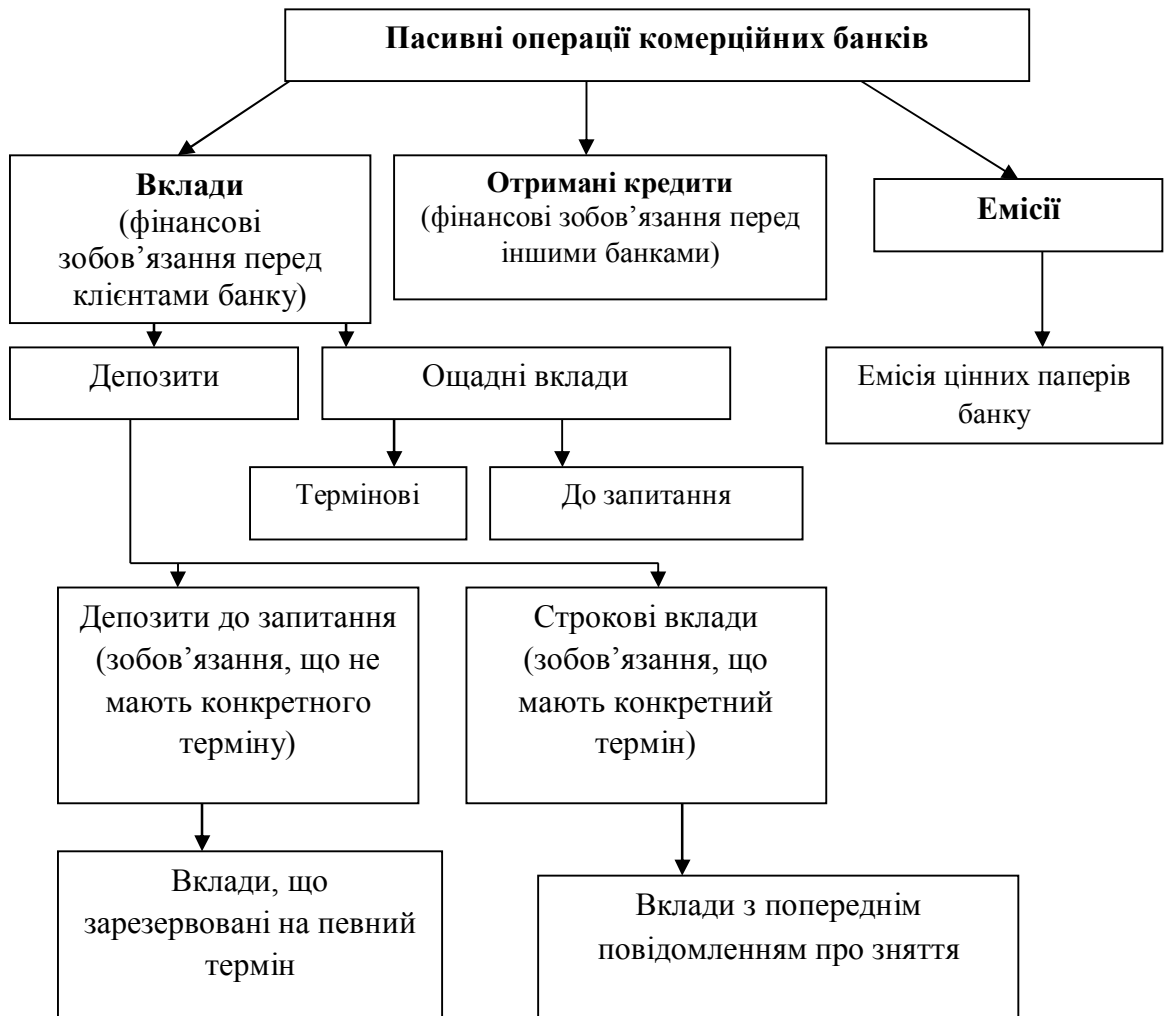 Пасивні операції комерційних банків
Вклади
(фінансові
зобов’язання перед
клієнтами банку)
Отримані кредити
(фінансові зобов’язання перед
іншими банками)
Емісії
Депозити
Ощадні вклади
Емісія цінних паперів
банку
Термінові
До запитання
Депозити до запитання
(зобов’язання, що не
мають конкретного
терміну)
Строкові вклади
(зобов’язання, що
мають конкретний
термін)
Вклади, що
зарезервовані на певний
термін
Вклади з попереднім
повідомленням про зняття